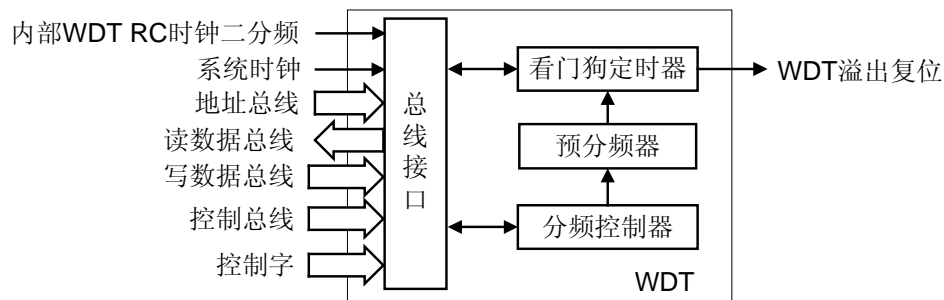 内部WDT RC时钟二分频
系统时钟
地址总线
读数据总线
写数据总线
控制总线
控制字
总线接口
看门狗定时器
预分频器
分频控制器
WDT
WDT溢出复位